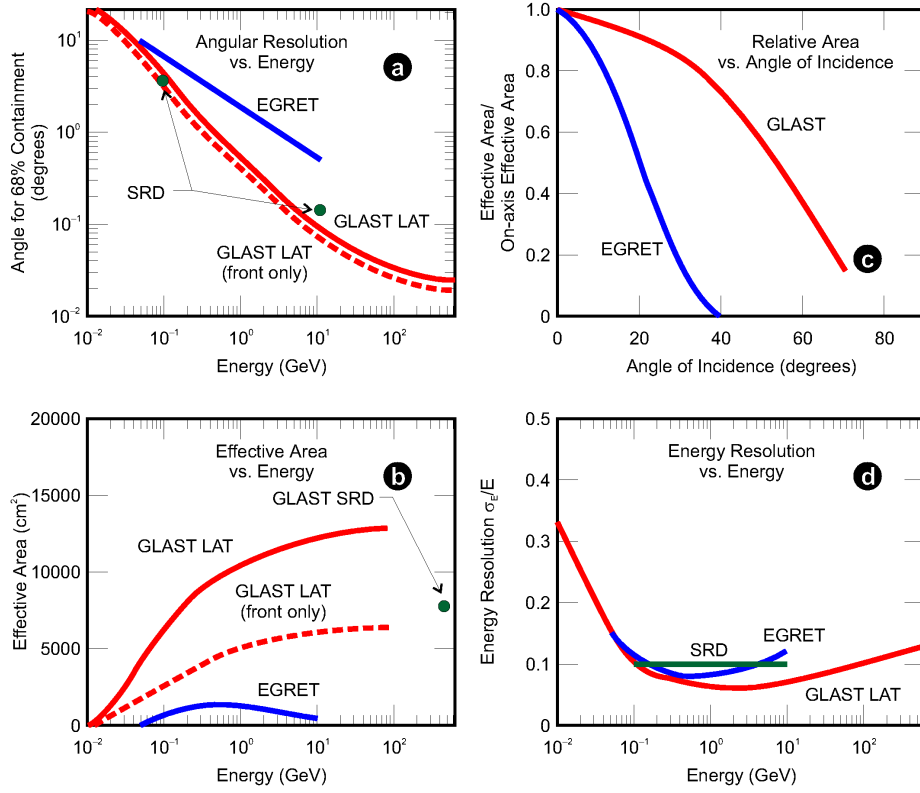 Angular Resolution
vs. Energy
a
EGRET
SRD
GLAST LAT
GLAST LAT
(front only)
Angle for 68% Containment
(degrees)
10¹
10⁰
10⁻¹
10⁻²
10⁻² 10⁻¹ 10⁰ 10¹ 10²
Energy (GeV)
Relative Area
vs. Angle of Incidence
GLAST
EGRET
c
Effective Area/
On-axis Effective Area
1.0
0.8
0.6
0.4
0.2
0
0 20 40 60 80
Angle of Incidence (degrees)
Effective Area
vs. Energy
b
GLAST SRD
GLAST LAT
GLAST LAT
(front only)
EGRET
Effective Area (cm²)
20000
15000
10000
5000
0
10⁻² 10⁻¹ 10⁰ 10¹ 10²
Energy (GeV)
Energy Resolution
vs. Energy
d
SRD
EGRET
GLAST LAT
Energy Resolution σE/E
0.5
0.4
0.3
0.2
0.1
0
10⁻² 10⁻¹ 10⁰ 10¹ 10²
Energy (GeV)